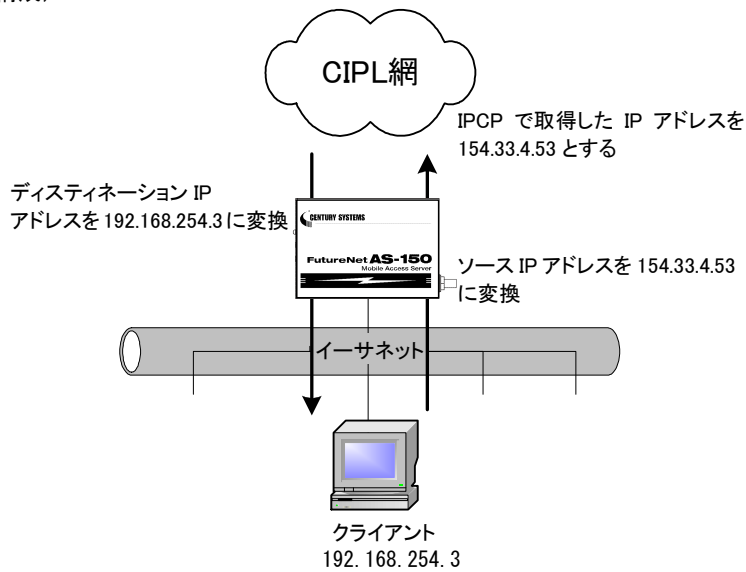 CIPL網
IPCP で取得した IP アドレスを
154.33.4.53 とする
ディスティネーション IP
アドレスを 192.168.254.3 に変換
CENTURY SYSTEMS
FutureNet AS-150
Mobile Access Server
ソース IP アドレスを 154.33.4.53
に変換
イーサネット
クライアント
192.168.254.3